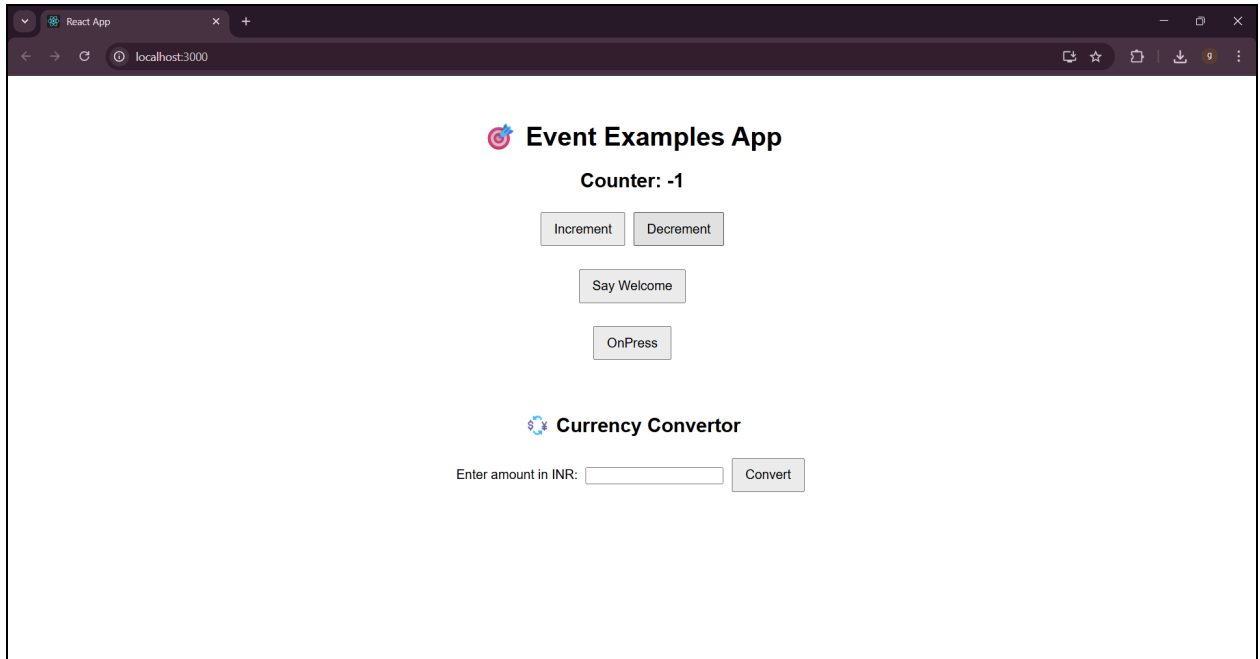 React App
localhost:3000
g
Event Examples App
Counter: -1
Increment Decrement
Say Welcome
OnPress
$ ¥ Currency Convertor
Enter amount in INR: Convert